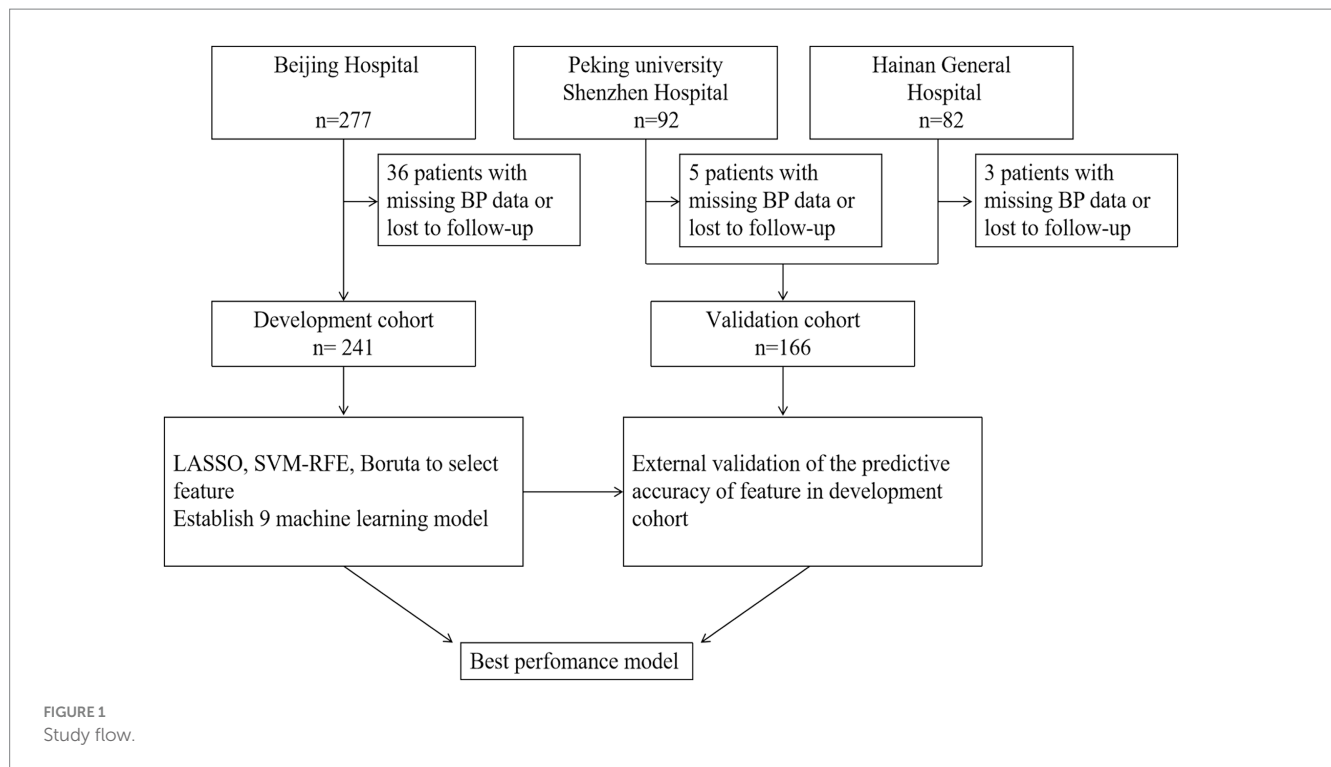 Beijing Hospital
n=277
Peking university
Shenzhen Hospital
n=92
Hainan General
Hospital
n=82
36 patients with
missing BP data or
lost to follow-up
5 patients with
missing BP data or
lost to follow-up
3 patients with
missing BP data or
lost to follow-up
Development cohort
n= 241
Validation cohort
n=166
LASSO, SVM-RFE, Boruta to select
feature
Establish 9 machine learning model
External validation of the predictive
accuracy of feature in development
cohort
Best perfomance model
FIGURE 1
Study flow.